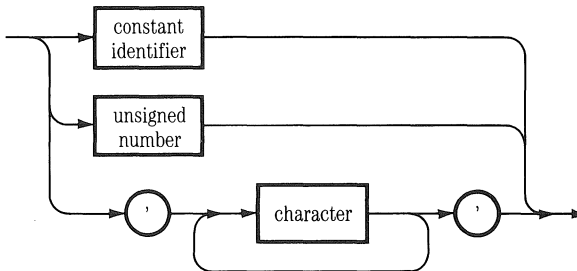 constant
identifier
unsigned
number
' character '